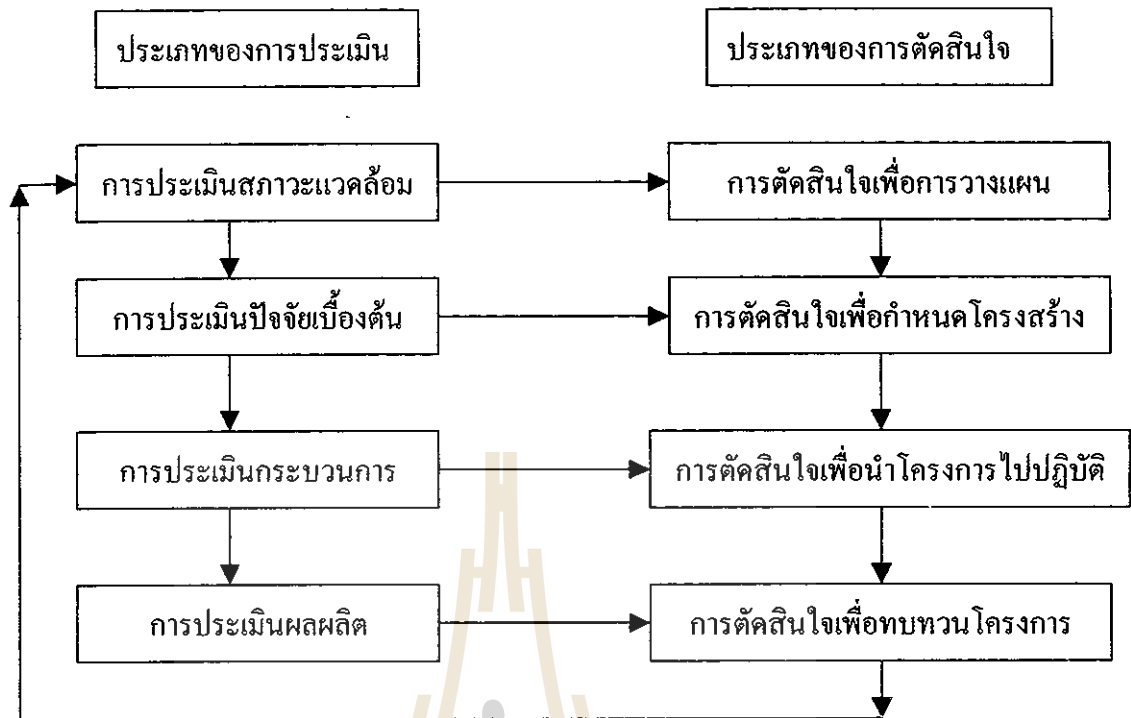 ประเภทของการประเมิน
ประเภทของการตัดสินใจ
การประเมินสภาวะแวดล้อม
การตัดสินใจเพื่อการวางแผน
การประเมินปัจจัยเบื้องต้น
การตัดสินใจเพื่อกำหนดโครงสร้าง
การประเมินกระบวนการ
การตัดสินใจเพื่อนำโครงการไปปฏิบัติ
การประเมินผลผลิต
การตัดสินใจเพื่อทบทวนโครงการ